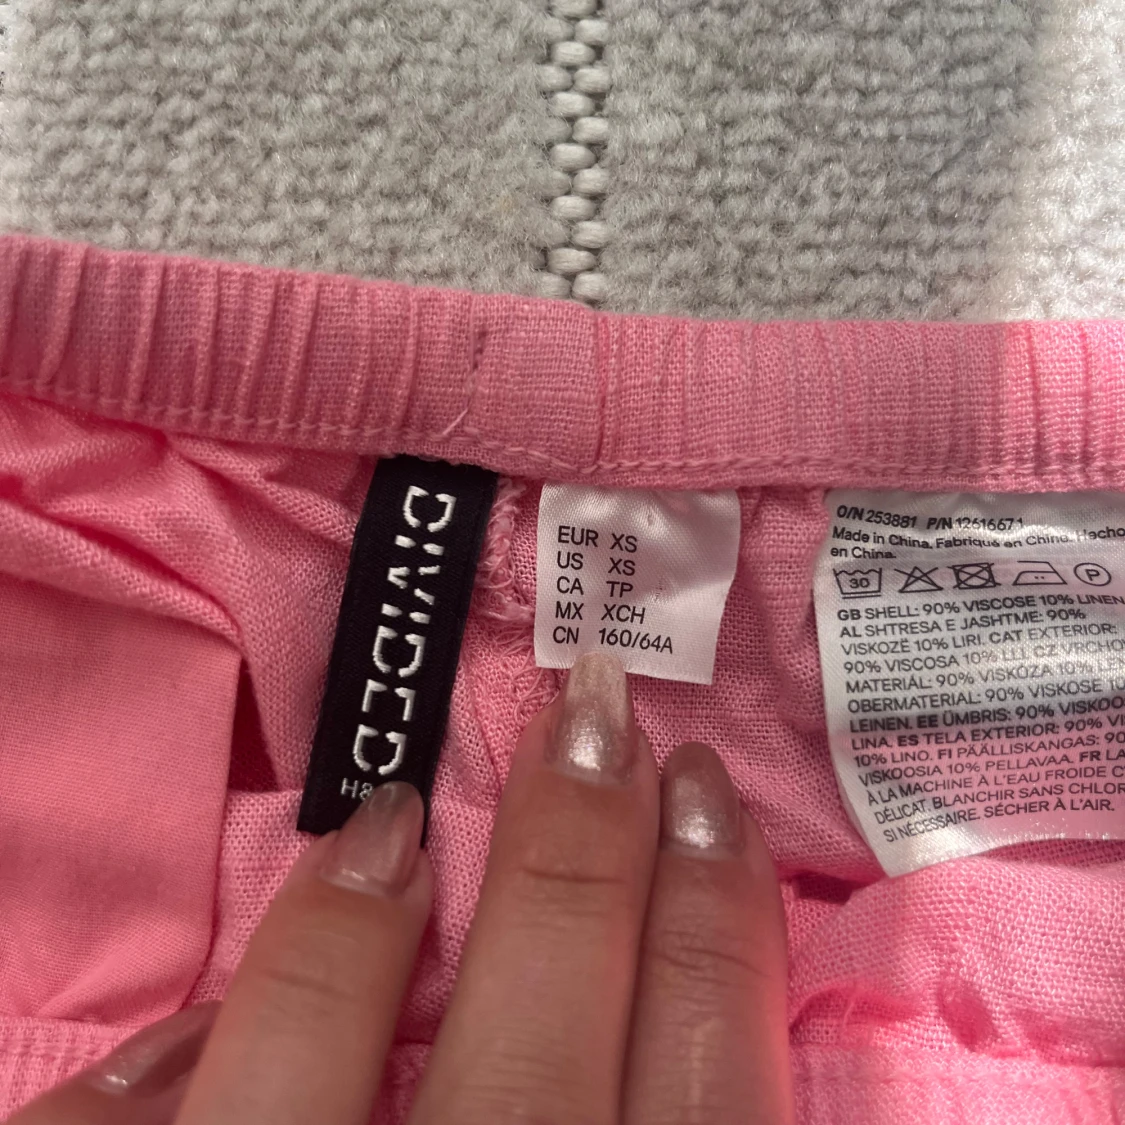 DIVIDED
H&
EUR XS
US XS
CA TP
MX XCH
CN 160/64A
O/N 253881 P/N 1261667 1
Made in China. Fabriqué en Chine. Hecho
en China.
30
P
GB SHELL: 90% VISCOSE 10% LINEN
AL SHTRESA E JASHTME: 90%
VISKOZË 10% LIRI. CAT EXTERIOR:
90% VISCOSA 10% LLI. CZ VRCHO
MATERIÁL: 90% VISKÓZA 10% LEN
OBERMATERIAL: 90% VISKOSE 10
LEINEN. EE ÜMBRIS: 90% VISKOO
LINA. ES TELA EXTERIOR: 90% VI
10% LINO. FI PÄÄLLISKANGAS: 90
VISKOOSIA 10% PELLAVAA. FR LA
À LA MACHINE À L'EAU FROIDE C
DÉLICAT. BLANCHIR SANS CHLOR
SI NÉCESSAIRE. SÉCHER À L'AIR.